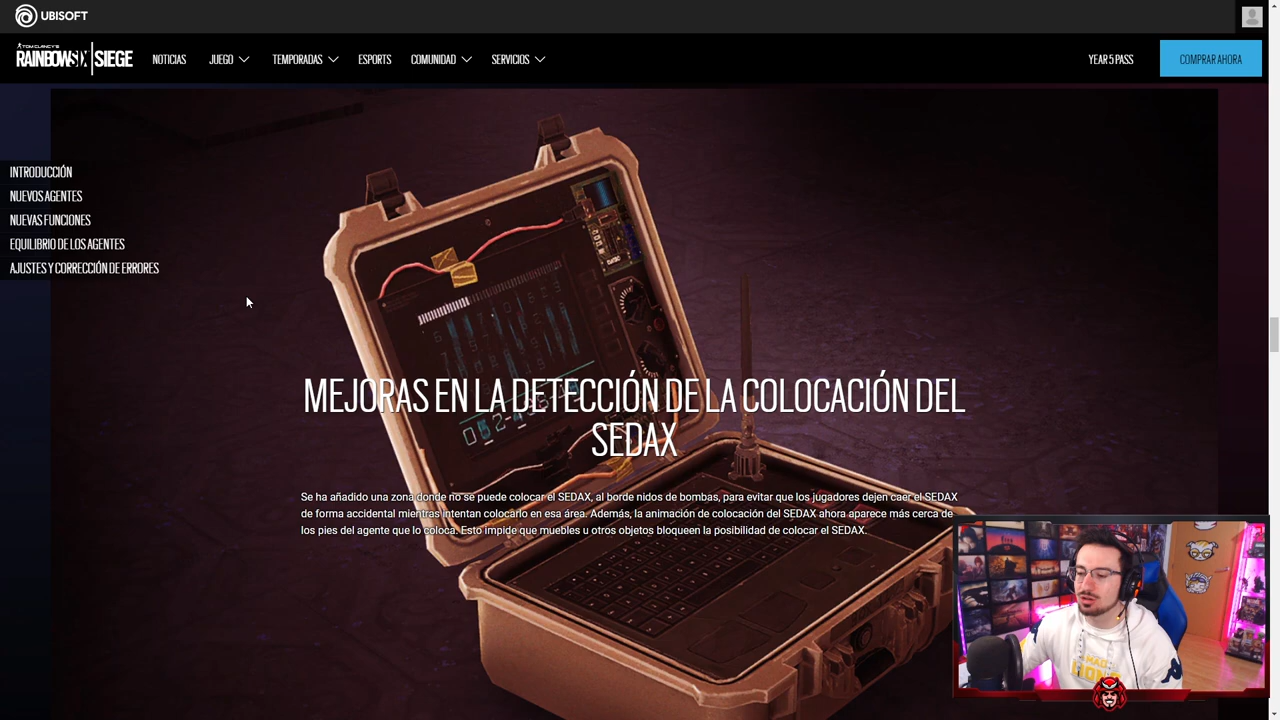 UBISOFT
TOM CLANCY'S
RAINBOWSIX|SIEGE
NOTICIAS
JUEGO
TEMPORADAS
ESPORTS
COMUNIDAD
SERVICIOS
YEAR 5 PASS
COMPRAR AHORA
INTRODUCCIÓN
NUEVOS AGENTES
NUEVAS FUNCIONES
EQUILIBRIO DE LOS AGENTES
AJUSTES Y CORRECCIÓN DE ERRORES
MEJORAS EN LA DETECCIÓN DE LA COLOCACIÓN DEL
SEDAX
Se ha añadido una zona donde no se puede colocar el SEDAX, al borde nidos de bombas, para evitar que los jugadores dejen caer el SEDAX
de forma accidental mientras intentan colocarlo en esa área. Además, la animación de colocación del SEDAX ahora aparece más cerca de
los pies del agente que lo coloca. Esto impide que muebles u otros objetos bloqueen la posibilidad de colocar el SEDAX.
MAD